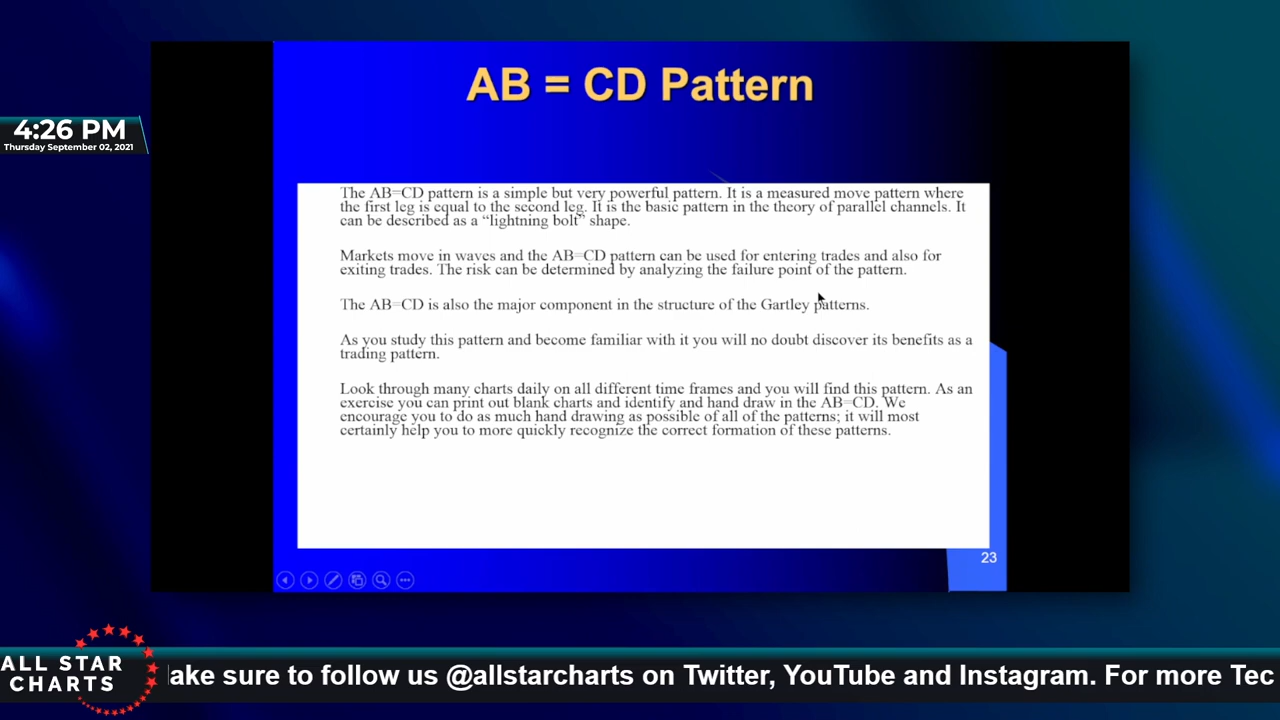 AB = CD Pattern
4:26 PM
Thursday September 02, 2021
The AB=CD pattern is a simple but very powerful pattern. It is a measured move pattern where
the first leg is equal to the second leg. It is the basic pattern in the theory of parallel channels. It
can be described as a “lightning bolt” shape.
Markets move in waves and the AB=CD pattern can be used for entering trades and also for
exiting trades. The risk can be determined by analyzing the failure point of the pattern.
The AB=CD is also the major component in the structure of the Gartley patterns.
As you study this pattern and become familiar with it you will no doubt discover its benefits as a
trading pattern.
Look through many charts daily on all different time frames and you will find this pattern. As an
exercise you can print out blank charts and identify and hand draw in the AB=CD. We
encourage you to do as much hand drawing as possible of all of the patterns; it will most
certainly help you to more quickly recognize the correct formation of these patterns.
23
ALL STAR
CHARTS
ake sure to follow us @allstarcharts on Twitter, YouTube and Instagram. For more Tec